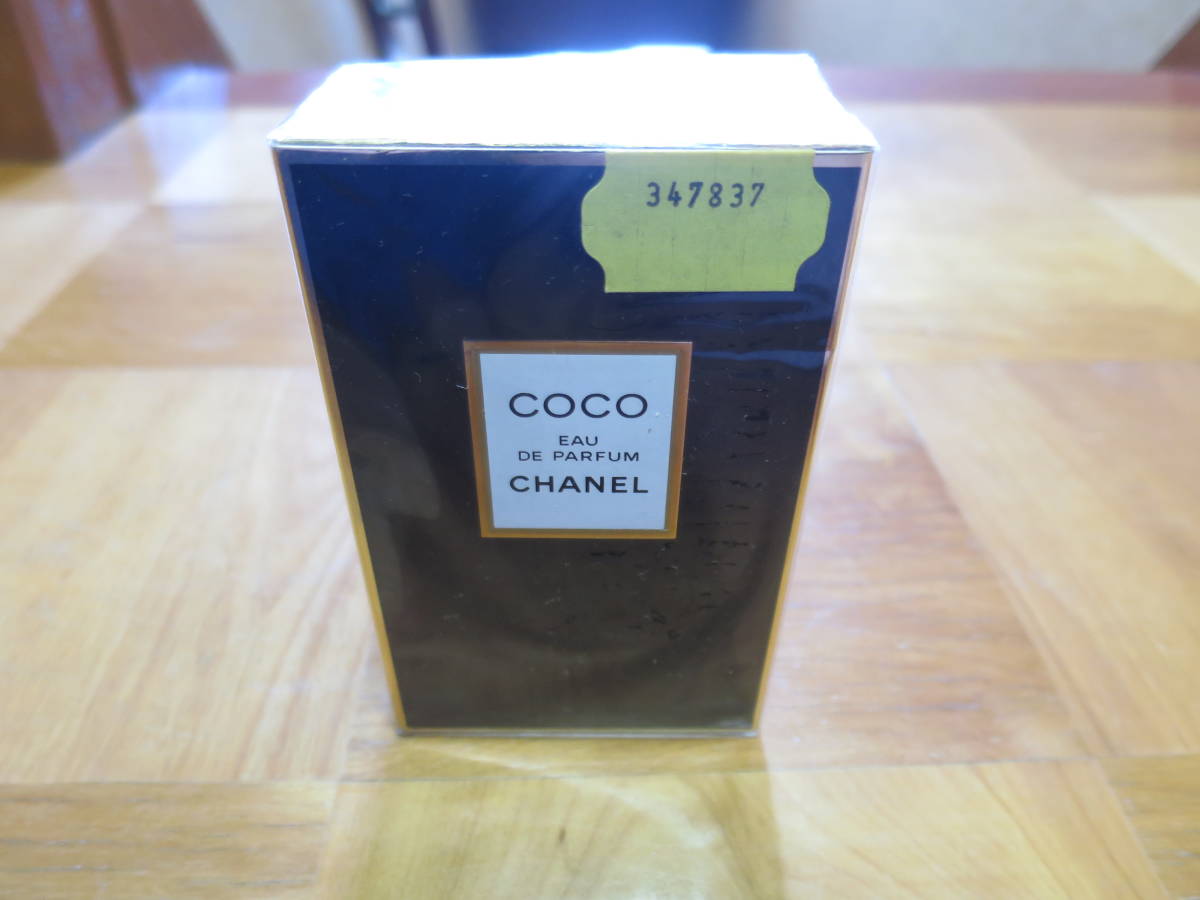 347837
COCO
EAU
DE PARFUM
CHANEL